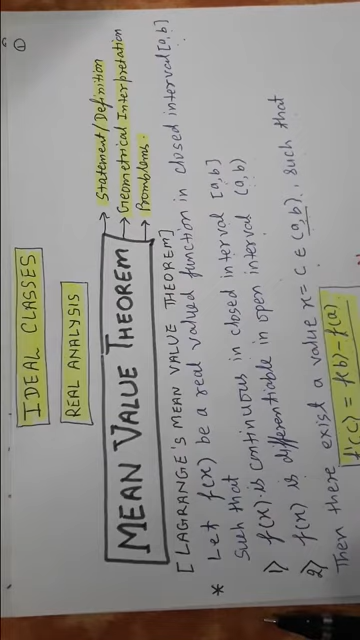 ①
IDEAL CLASSES
REAL ANALYSIS
MEAN VALUE THEOREM
→ Statement/Definition
→ Geometrical Interpretation
→ Bromblems.
[LAGRANGE'S MEAN VALUE THEOREM]
* Let f(x) be a real valued function in closed interval [a,b]
Such that
1) f(x) is continuous in closed interval [a,b]
2) f(x) is differentiable in open interval (a,b)
Then there exist a value x = c ∈ (a,b), such that
f'(c) = f(b) - f(a)